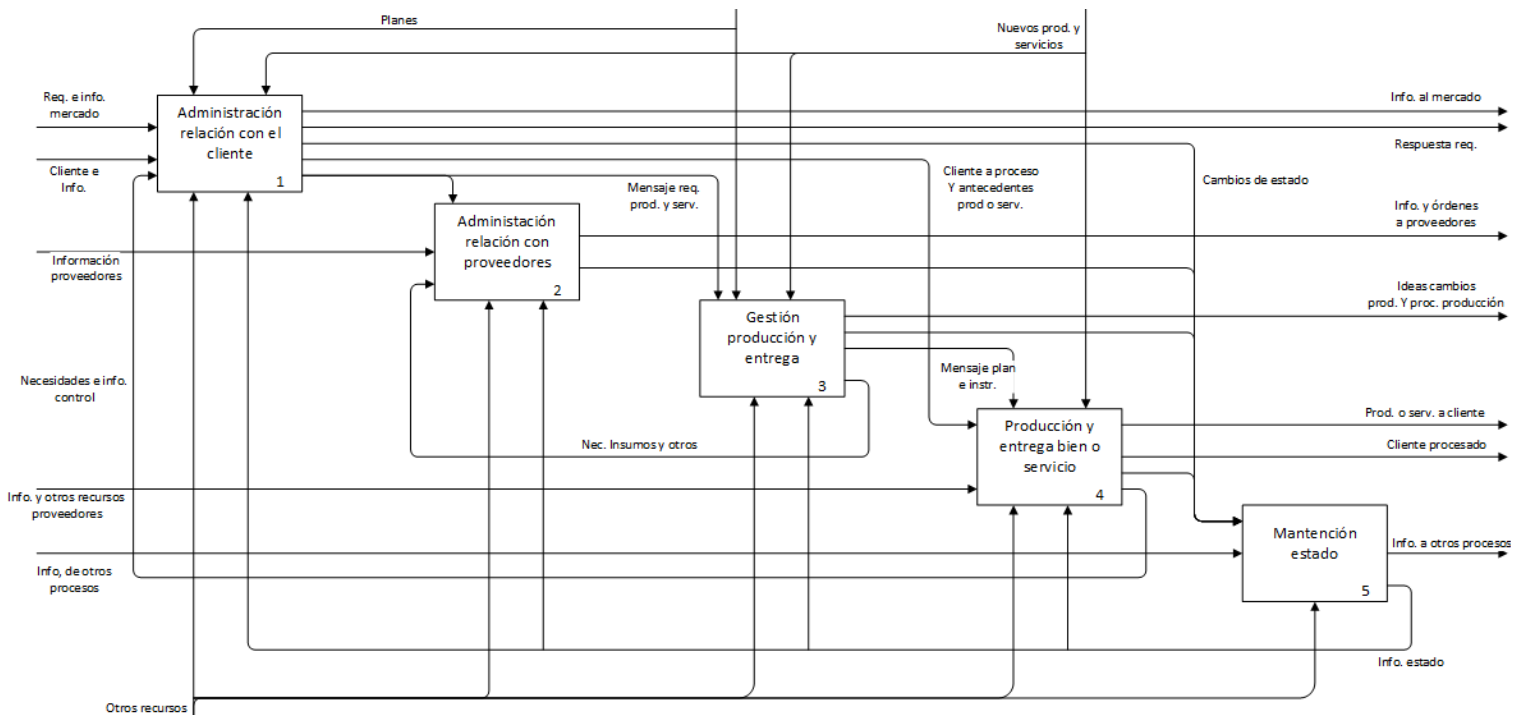 Planes
Nuevos prod. y
servicios
Req. e info.
mercado
Administración
relación con el
cliente
1
Info. al mercado
Respuesta req.
Cliente e
Info.
Mensaje req.
prod. y serv.
Cliente a proceso
Y antecedentes
prod o serv.
Cambios de estado
Administación
relación con
proveedores
2
Info. y órdenes
a proveedores
Información
proveedores
Ideas cambios
prod. Y proc. producción
Gestión
producción y
entrega
3
Mensaje plan
e instr.
Necesidades e info.
control
Nec. Insumos y otros
Producción y
entrega bien o
servicio
4
Prod. o serv. a cliente
Cliente procesado
Info. y otros recursos
proveedores
Mantención
estado
5
Info. a otros procesos
Info, de otros
procesos
Info. estado
Otros recursos